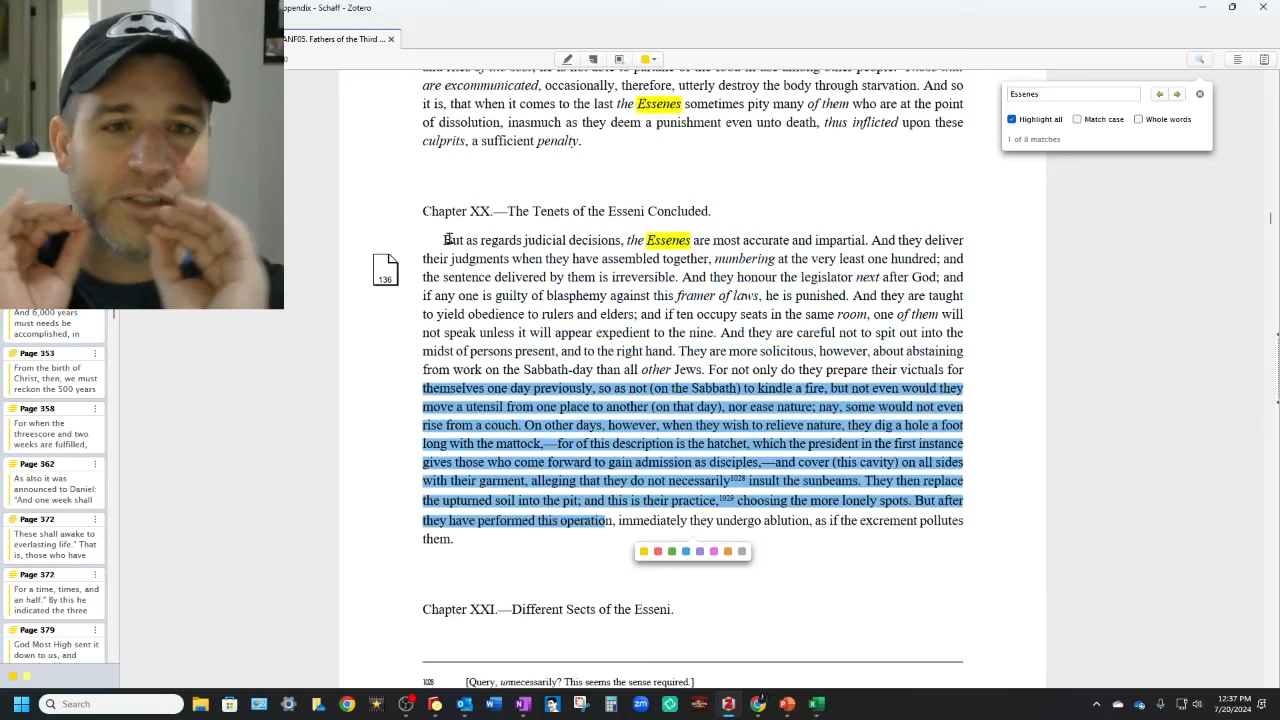 ppendix - Schaff - Zotero
ANF05. Fathers of the Third ...
Essenes
Highlight all
Match case
Whole words
1 of 8 matches
are excommunicated, occasionally, therefore, utterly destroy the body through starvation. And so
it is, that when it comes to the last the Essenes sometimes pity many of them who are at the point
of dissolution, inasmuch as they deem a punishment even unto death, thus inflicted upon these
culprits, a sufficient penalty.
Chapter XX.—The Tenets of the Esseni Concluded.
But as regards judicial decisions, the Essenes are most accurate and impartial. And they deliver
their judgments when they have assembled together, numbering at the very least one hundred; and
the sentence delivered by them is irreversible. And they honour the legislator next after God; and
136
if any one is guilty of blasphemy against this framer of laws, he is punished. And they are taught
to yield obedience to rulers and elders; and if ten occupy seats in the same room, one of them will
not speak unless it will appear expedient to the nine. And they are careful not to spit out into the
midst of persons present, and to the right hand. They are more solicitous, however, about abstaining
from work on the Sabbath-day than all other Jews. For not only do they prepare their victuals for
themselves one day previously, so as not (on the Sabbath) to kindle a fire, but not even would they
move a utensil from one place to another (on that day), nor ease nature; nay, some would not even
rise from a couch. On other days, however, when they wish to relieve nature, they dig a hole a foot
long with the mattock,—for of this description is the hatchet, which the president in the first instance
gives those who come forward to gain admission as disciples,—and cover (this cavity) on all sides
with their garment, alleging that they do not necessarily1028 insult the sunbeams. They then replace
the upturned soil into the pit; and this is their practice,1029 choosing the more lonely spots. But after
they have performed this operation, immediately they undergo ablution, as if the excrement pollutes
them.
Chapter XXI.—Different Sects of the Esseni.
1028 [Query, unnecessarily? This seems the sense required.]
And 6,000 years
must needs be
accomplished, in
Page 353
From the birth of
Christ, then, we must
reckon the 500 years
Page 358
For when the
threescore and two
weeks are fulfilled,
Page 362
As also it was
announced to Daniel:
"And one week shall
Page 372
These shall awake to
everlasting life." That
is, those who have
Page 372
For a time, times, and
an half." By this he
indicated the three
Page 379
God Most High sent it
down to us, and
Search
12:37 PM
7/20/2024